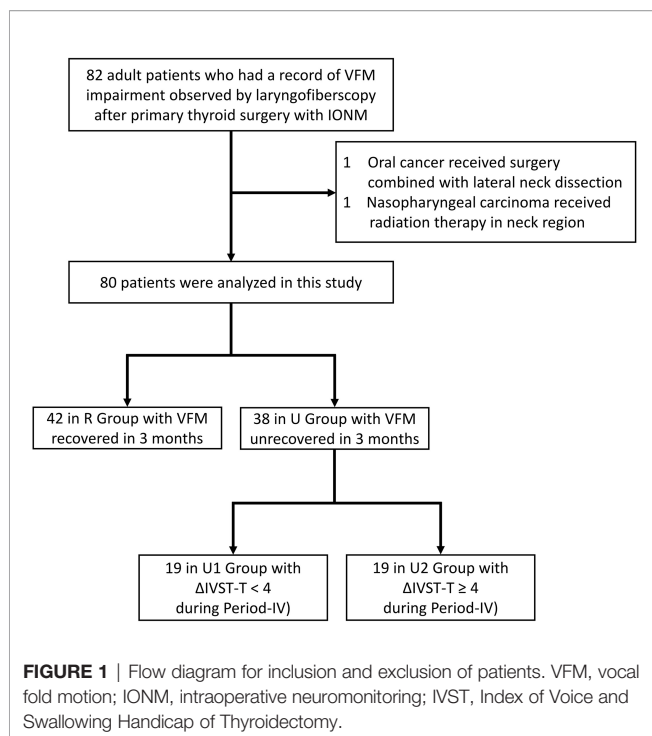 82 adult patients who had a record of VFM
impairment observed by laryngofiberscopy
after primary thyroid surgery with IONM
1 Oral cancer received surgery
combined with lateral neck dissection
1 Nasopharyngeal carcinoma received
radiation therapy in neck region
80 patients were analyzed in this study
42 in R Group with VFM
recovered in 3 months
38 in U Group with VFM
unrecovered in 3 months
19 in U1 Group with
ΔIVST-T < 4
during Period-IV)
19 in U2 Group with
ΔIVST-T ≥ 4
during Period-IV)
FIGURE 1 | Flow diagram for inclusion and exclusion of patients. VFM, vocal
fold motion; IONM, intraoperative neuromonitoring; IVST, Index of Voice and
Swallowing Handicap of Thyroidectomy.